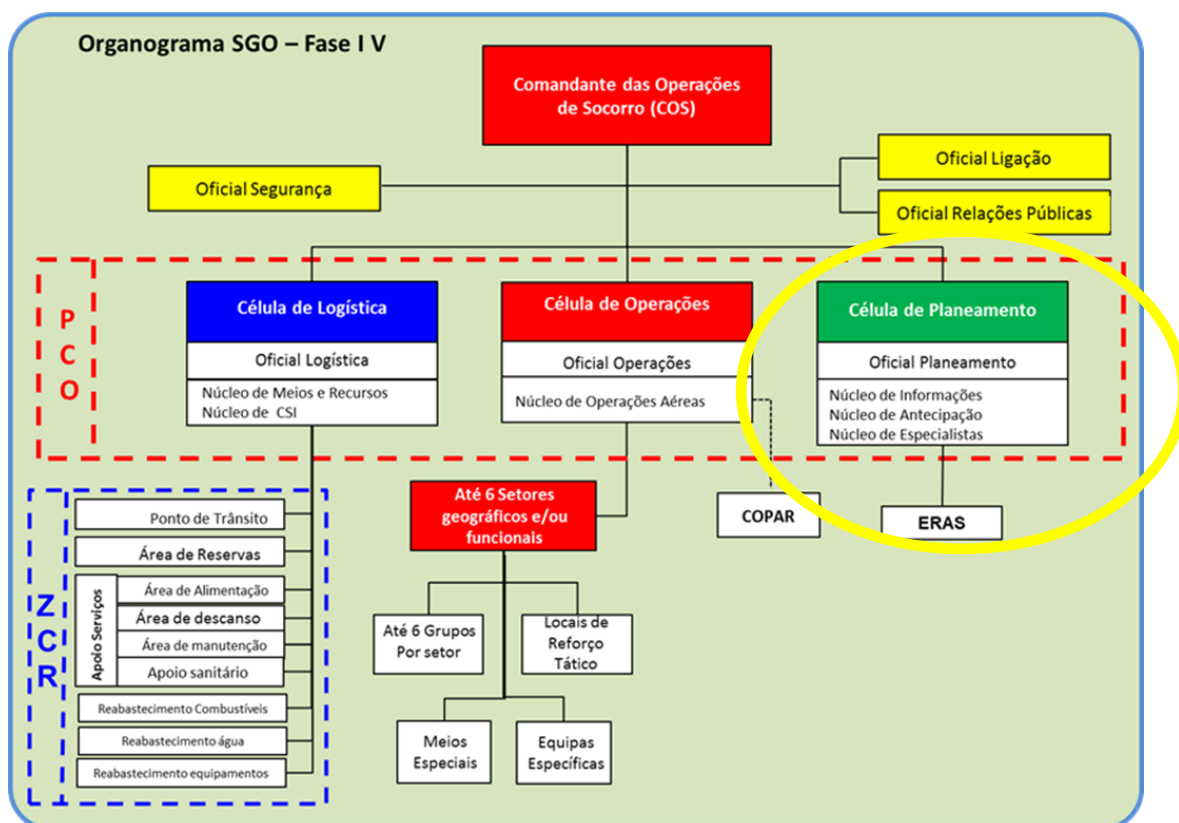 Organograma SGO – Fase I V
Comandante das Operações
de Socorro (COS)
Oficial Segurança
Oficial Ligação
Oficial Relações Públicas
P
C
O
Célula de Logística
Oficial Logística
Núcleo de Meios e Recursos
Núcleo de CSI
Célula de Operações
Oficial Operações
Núcleo de Operações Aéreas
Célula de Planeamento
Oficial Planeamento
Núcleo de Informações
Núcleo de Antecipação
Núcleo de Especialistas
Z
C
R
Ponto de Trânsito
Área de Reservas
Apoio Serviços
Área de Alimentação
Área de descanso
Área de manutenção
Apoio sanitário
Reabastecimento Combustíveis
Reabastecimento água
Reabastecimento equipamentos
Até 6 Setores
geográficos e/ou
funcionais
COPAR
ERAS
Até 6 Grupos
Por setor
Locais de
Reforço
Tático
Meios
Especiais
Equipas
Específicas